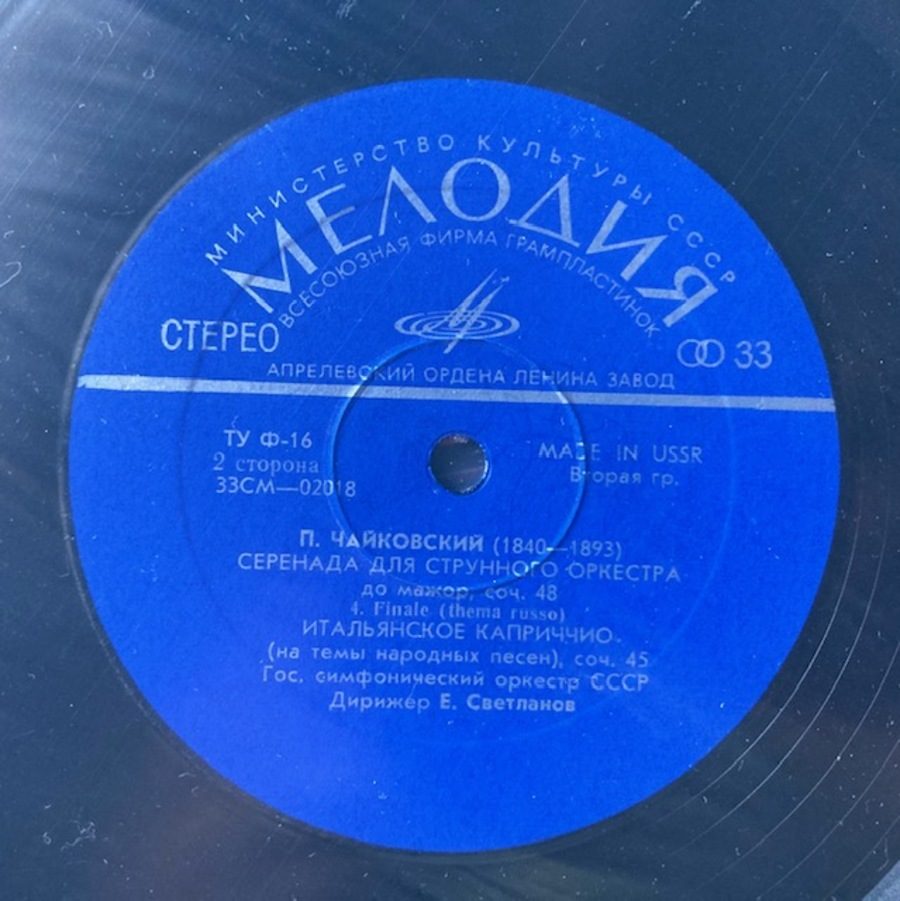 МИНИСТЕРСТВО КУЛЬТУРЫ СССР
МЕЛОДИЯ
ВСЕСОЮЗНАЯ ФИРМА ГРАМПЛАСТИНОК
СТЕРЕО
33
АПРЕЛЕВСКИЙ ОРДЕНА ЛЕНИНА ЗАВОД
ТУ Ф-16
2 сторона
33СМ—02018
MADE IN USSR
Вторая гр.
П. ЧАЙКОВСКИЙ (1840—1893)
СЕРЕНАДА ДЛЯ СТРУННОГО ОРКЕСТРА
до мажор, соч. 48
4. Finale (thema russo)
ИТАЛЬЯНСКОЕ КАПРИЧЧИО
(на темы народных песен), соч. 45
Гос. симфонический оркестр СССР
Дирижер Е. Светланов